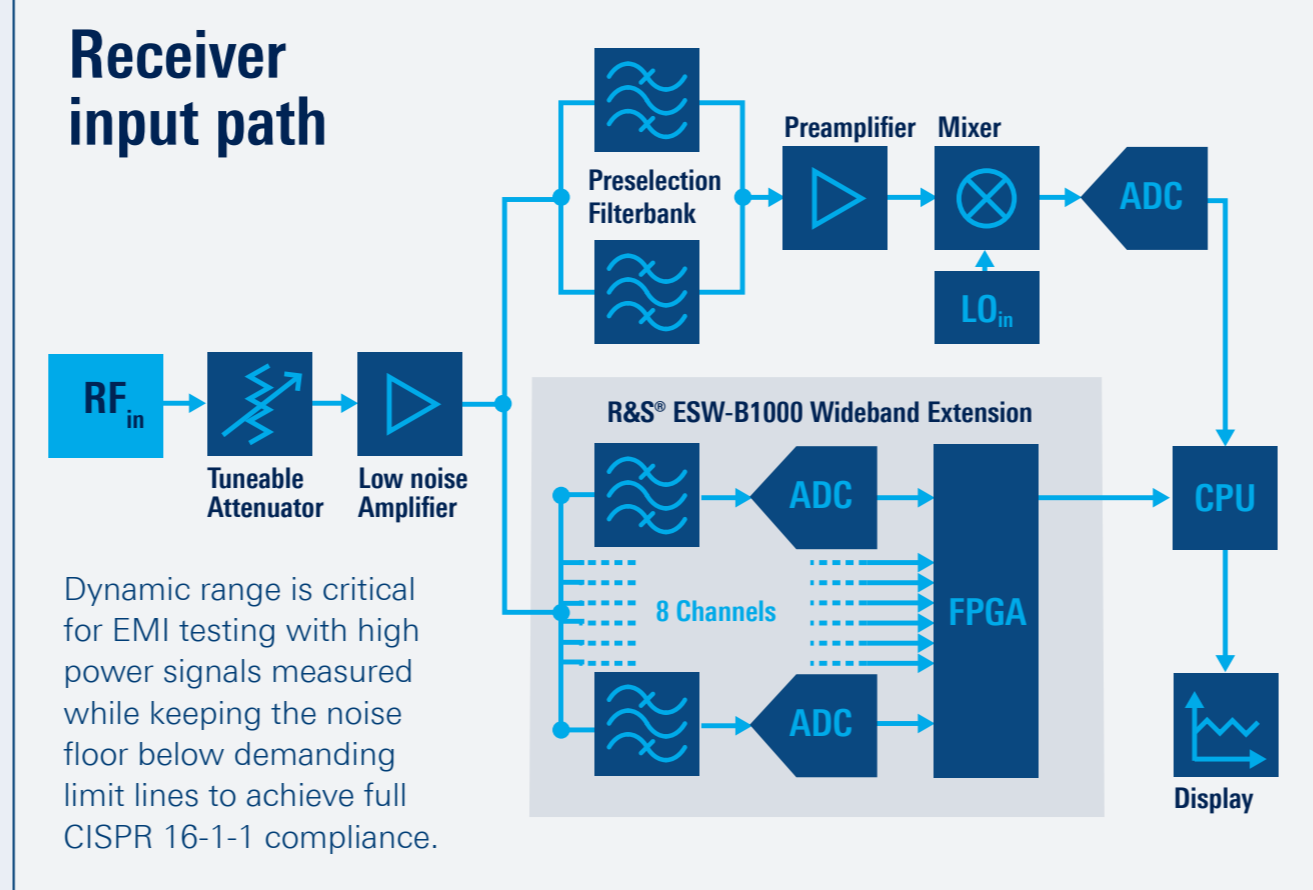 Receiver
input path
Preselection
Filterbank
Preamplifier
Mixer
ADC
LOin
RFin
Tuneable
Attenuator
Low noise
Amplifier
R&S® ESW-B1000 Wideband Extension
ADC
8 Channels
FPGA
ADC
CPU
Display
Dynamic range is critical
for EMI testing with high
power signals measured
while keeping the noise
floor below demanding
limit lines to achieve full
CISPR 16-1-1 compliance.